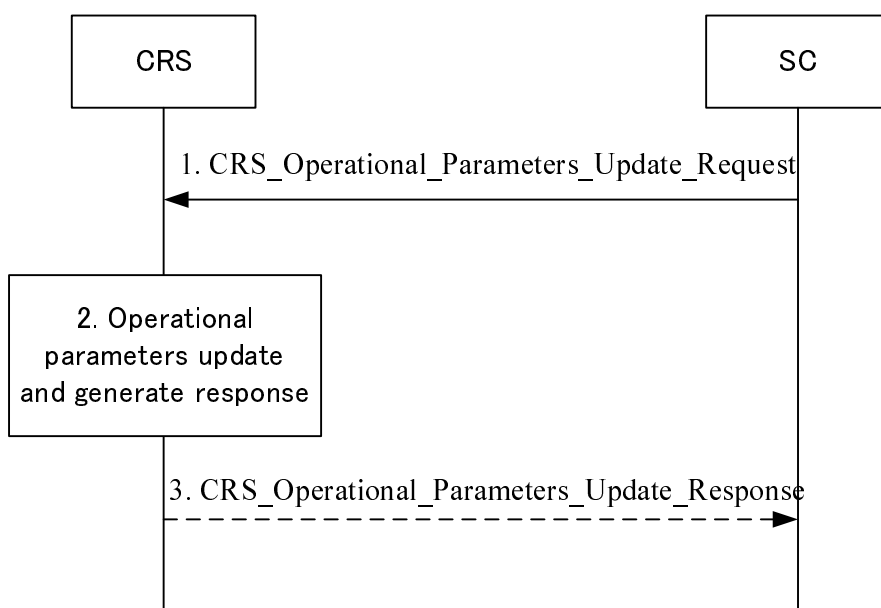 CRS
SC
1. CRS_Operational_Parameters_Update_Request
2. Operational
parameters update
and generate response
3. CRS_Operational_Parameters_Update_Response